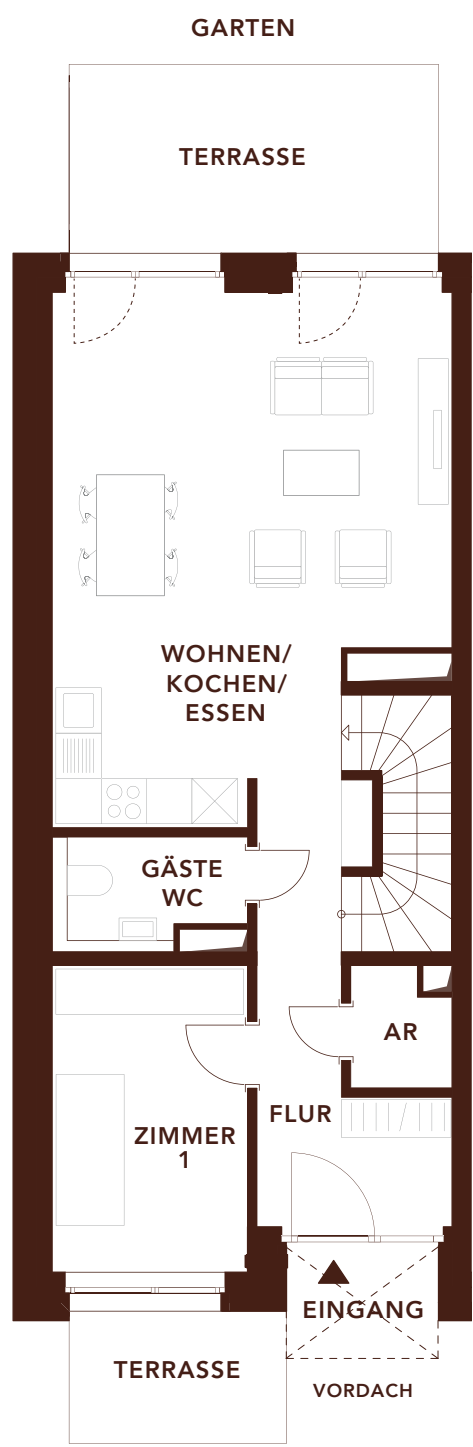 GARTEN
TERRASSE
WOHNEN/
KOCHEN/
ESSEN
GÄSTE
WC
AR
FLUR
ZIMMER
1
EINGANG
TERRASSE
VORDACH